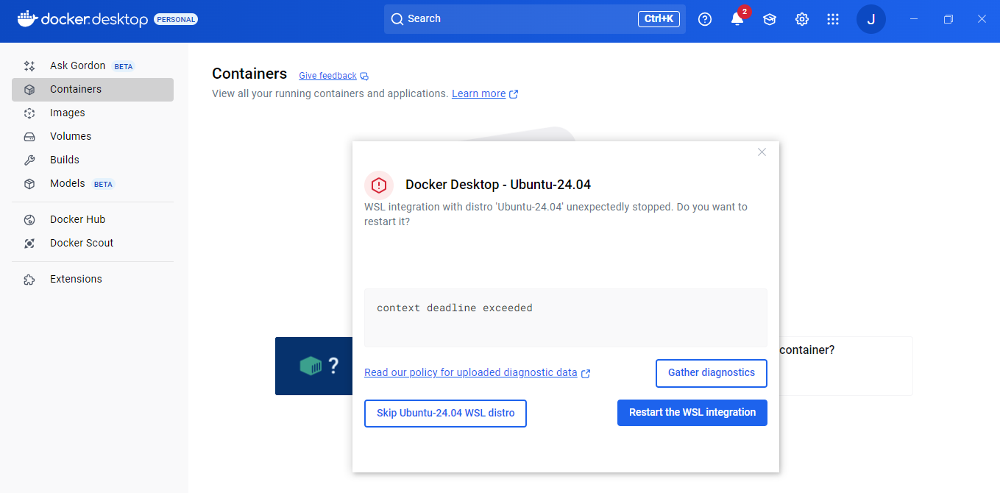 docker.desktop PERSONAL
Search
Ctrl+K
2
J
Ask Gordon BETA
Containers
Images
Volumes
Builds
Models BETA
Docker Hub
Docker Scout
Extensions
Containers Give feedback
View all your running containers and applications. Learn more
Docker Desktop - Ubuntu-24.04
WSL integration with distro 'Ubuntu-24.04' unexpectedly stopped. Do you want to
restart it?
context deadline exceeded
? container?
Read our policy for uploaded diagnostic data
Gather diagnostics
Skip Ubuntu-24.04 WSL distro
Restart the WSL integration